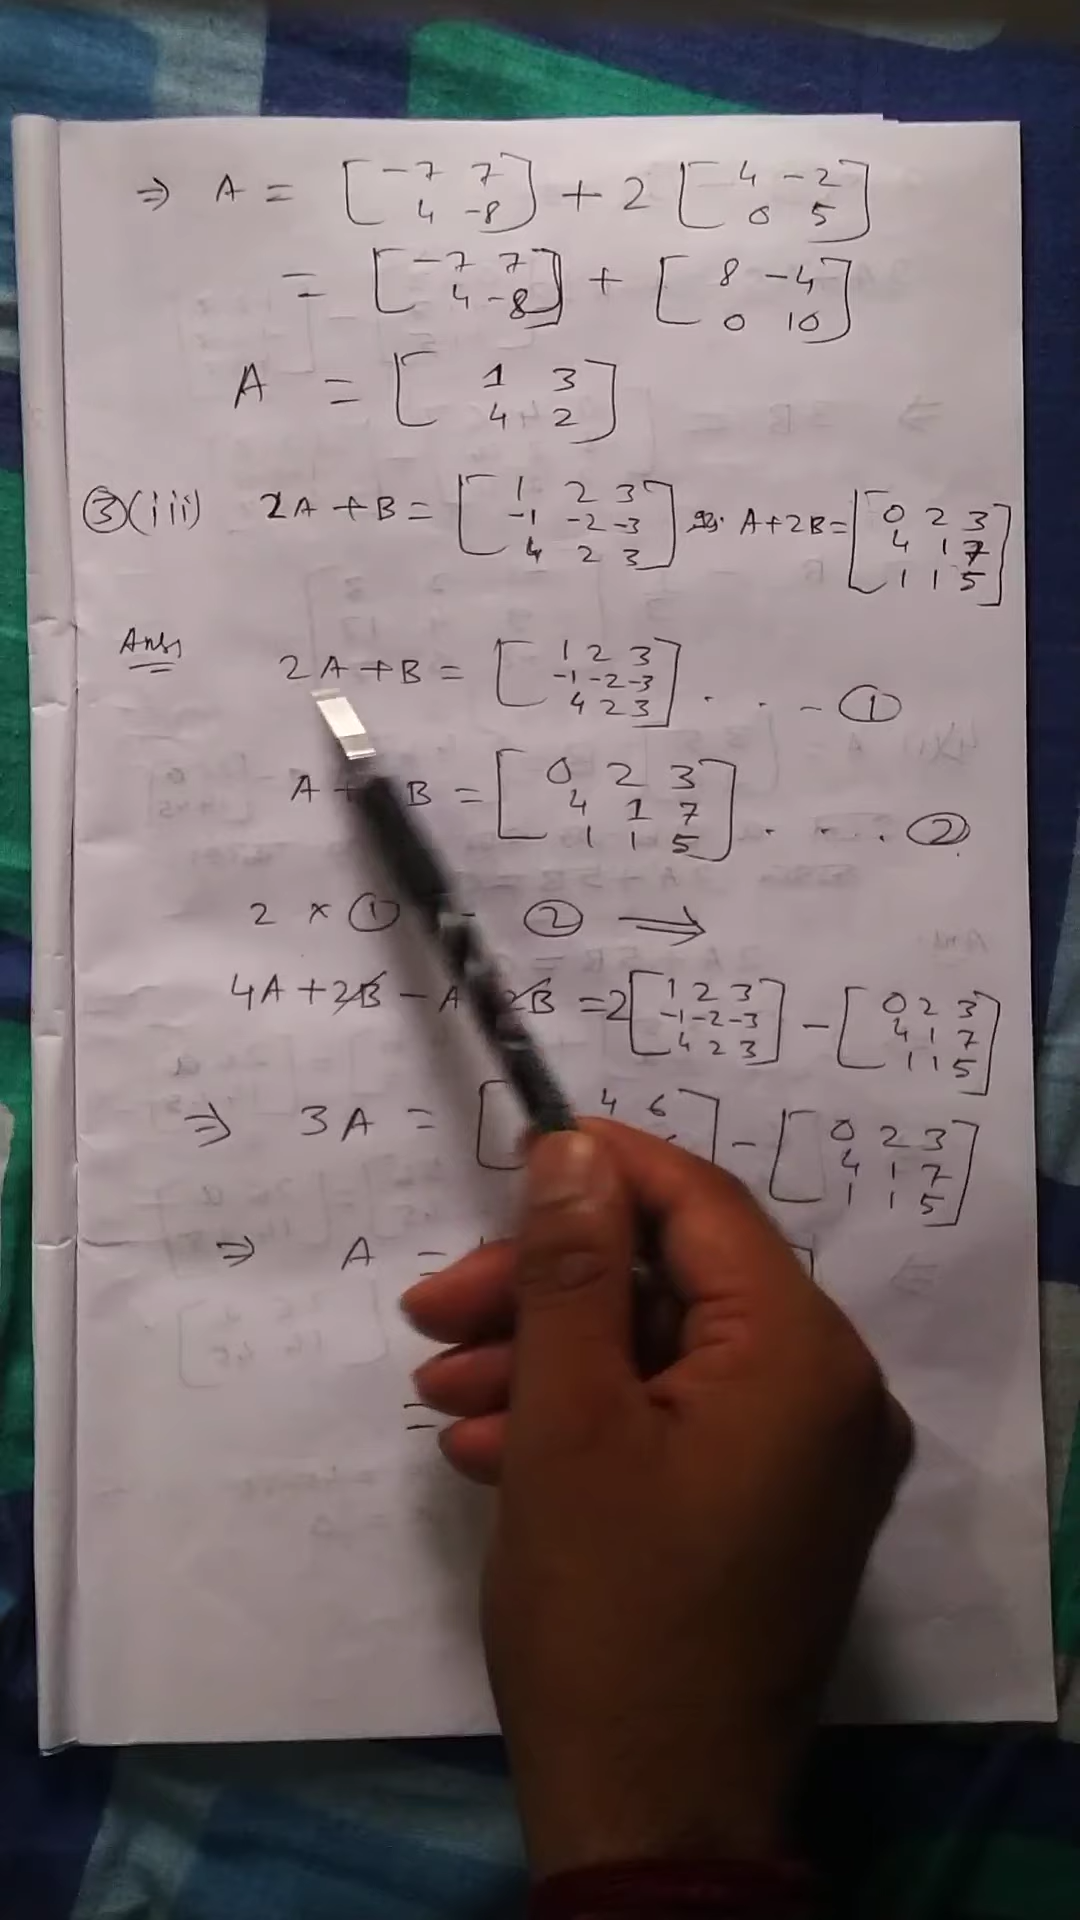 ⇒ A = [ -7 7 ] + 2 [ 4 -2 ]
4 -8 0 5
= [ -7 7 ] + [ 8 -4 ]
4 -8 0 10
A = [ 1 3 ]
4 2
③(iii) 2A + B = [ 1 2 3 ] A+2B = [ 0 2 3 ]
-1 -2 -3 4 1 7
4 2 3 1 1 5
Ans
2A + B = [ 1 2 3 ]
-1 -2 -3
4 2 3 . . - ①
A + B = [ 0 2 3 ]
4 1 7
1 1 5 . . . ②
2 × ① - ② ⇒
4A + 2B - A 2B = 2 [ 1 2 3 ] - [ 0 2 3 ]
-1 -2 -3 4 1 7
4 2 3 1 1 5
⇒ 3A = [ 4 6 ] - [ 0 2 3 ]
4 1 7
1 1 5
⇒ A =
=